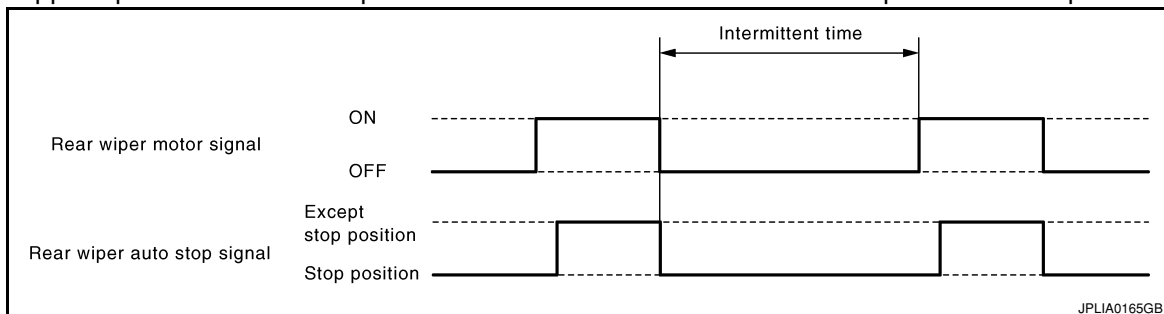 Intermittent time
ON
Rear wiper motor signal
OFF
Except
stop position
Rear wiper auto stop signal
Stop position
JPLIA0165GB